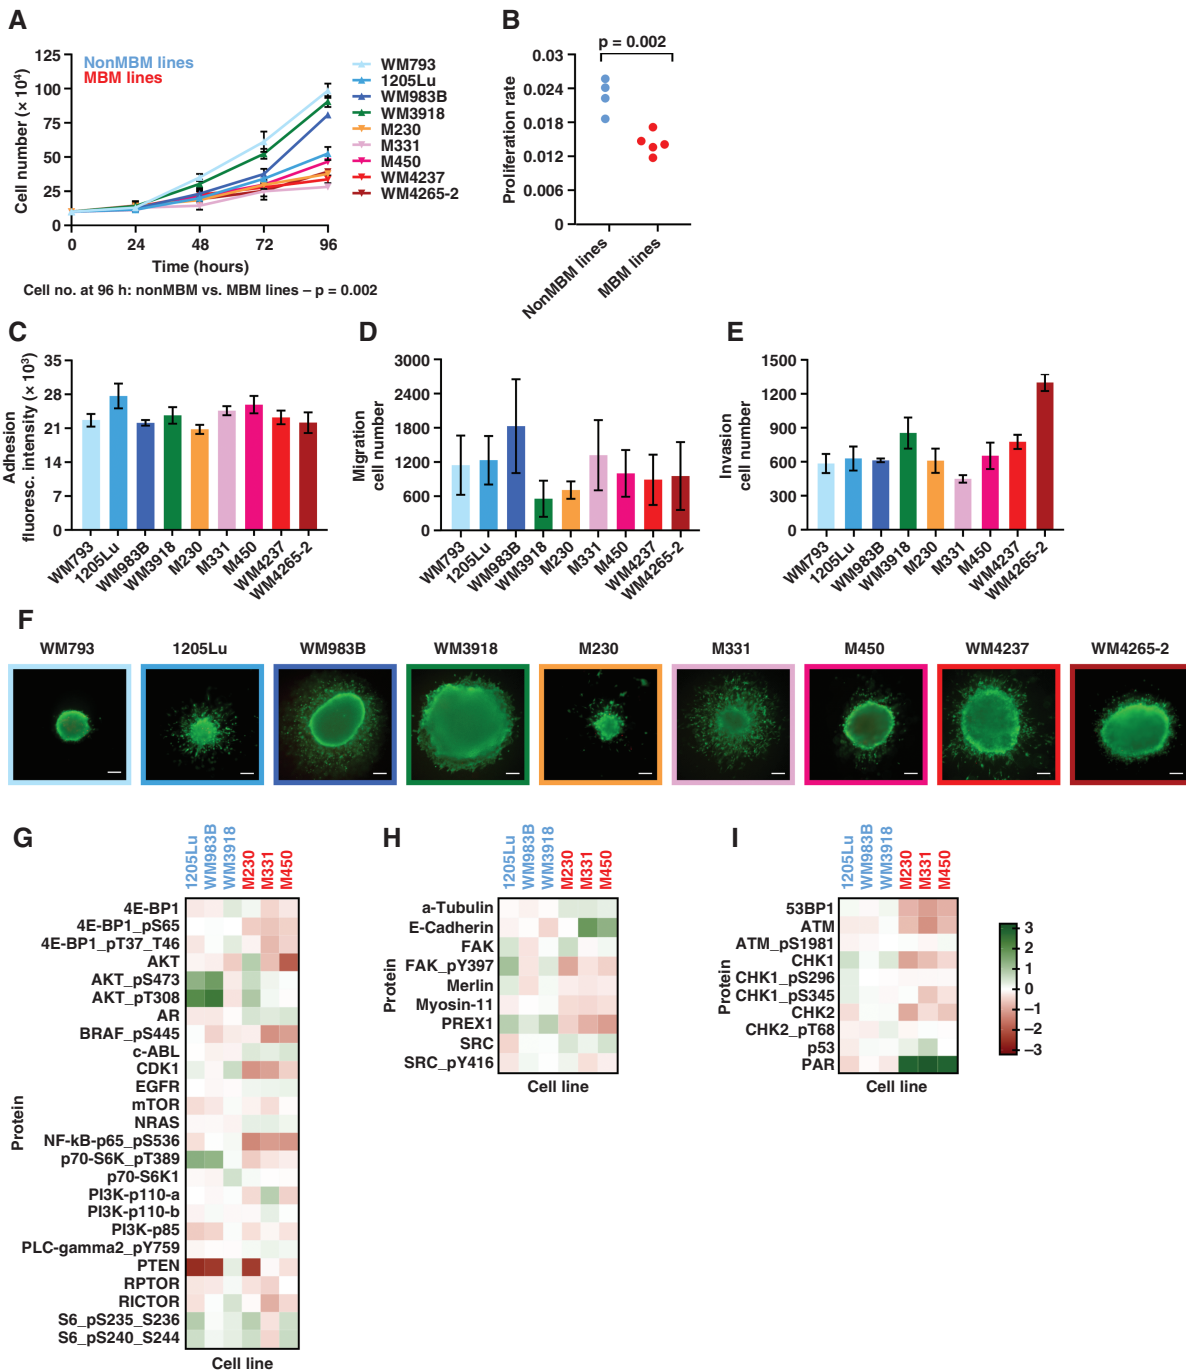 A
NonMBM lines
MBM lines
Cell number (× 10⁴)
125
100
75
50
25
0
0 24 48 72 96
Time (hours)
Cell no. at 96 h: nonMBM vs. MBM lines – p = 0.002
WM793
1205Lu
WM983B
WM3918
M230
M331
M450
WM4237
WM4265-2
B
p = 0.002
Proliferation rate
0.03
0.024
0.018
0.012
0.006
0
NonMBM lines
MBM lines
C
Adhesion
fluoresc. intensity (× 10³)
35
28
21
14
7
0
WM793
1205Lu
WM983B
WM3918
M230
M331
M450
WM4237
WM4265-2
D
Migration
cell number
3000
2400
1800
1200
600
0
WM793
1205Lu
WM983B
WM3918
M230
M331
M450
WM4237
WM4265-2
E
Invasion
cell number
1500
1200
900
600
300
0
WM793
1205Lu
WM983B
WM3918
M230
M331
M450
WM4237
WM4265-2
F
WM793 1205Lu WM983B WM3918 M230 M331 M450 WM4237 WM4265-2
G
1205Lu
WM983B
WM3918
M230
M331
M450
Protein
4E-BP1
4E-BP1_pS65
4E-BP1_pT37_T46
AKT
AKT_pS473
AKT_pT308
AR
BRAF_pS445
c-ABL
CDK1
EGFR
mTOR
NRAS
NF-kB-p65_pS536
p70-S6K_pT389
p70-S6K1
PI3K-p110-a
PI3K-p110-b
PI3K-p85
PLC-gamma2_pY759
PTEN
RPTOR
RICTOR
S6_pS235_S236
S6_pS240_S244
Cell line
H
1205Lu
WM983B
WM3918
M230
M331
M450
Protein
a-Tubulin
E-Cadherin
FAK
FAK_pY397
Merlin
Myosin-11
PREX1
SRC
SRC_pY416
Cell line
I
1205Lu
WM983B
WM3918
M230
M331
M450
Protein
53BP1
ATM
ATM_pS1981
CHK1
CHK1_pS296
CHK1_pS345
CHK2
CHK2_pT68
p53
PAR
Cell line
3
2
1
0
−1
−2
−3